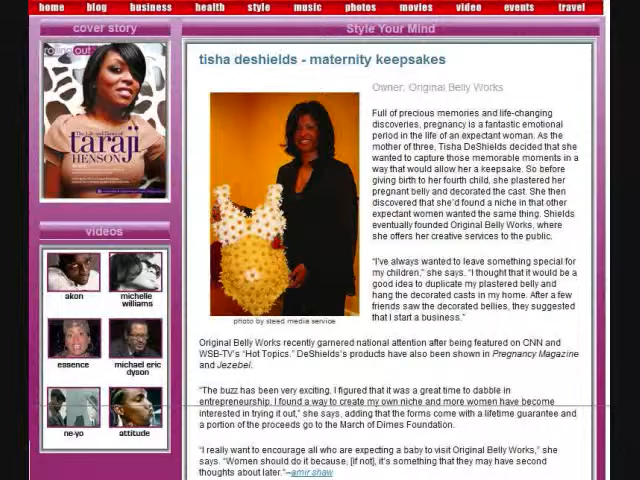 home blog business health style music photos movies video events travel
cover story
Style Your Mind
rollingout
The Life and Times of
taraji
HENSON
videos
akon
michelle
williams
essence
michael eric
dyson
ne-yo
attitude
tisha deshields - maternity keepsakes
Owner, Original Belly Works
Full of precious memories and life-changing
discoveries, pregnancy is a fantastic emotional
period in the life of an expectant woman. As the
mother of three, Tisha DeShields decided that she
wanted to capture those memorable moments in a
way that would allow her a keepsake. So before
giving birth to her fourth child, she plastered her
pregnant belly and decorated the cast. She then
discovered that she'd found a niche in that other
expectant women wanted the same thing. Shields
eventually founded Original Belly Works, where
she offers her creative services to the public.
"I've always wanted to leave something special for
my children," she says. "I thought that it would be a
good idea to duplicate my plastered belly and
hang the decorated casts in my home. After a few
friends saw the decorated bellies, they suggested
that I start a business."
photo by steed media service
Original Belly Works recently garnered national attention after being featured on CNN and
WSB-TV's "Hot Topics." DeShields's products have also been shown in Pregnancy Magazine
and Jezebel.
"The buzz has been very exciting, I figured that it was a great time to dabble in
entrepreneurship. I found a way to create my own niche and more women have become
interested in trying it out," she says, adding that the forms come with a lifetime guarantee and
a portion of the proceeds go to the March of Dimes Foundation.
"I really want to encourage all who are expecting a baby to visit Original Belly Works," she
says. "Women should do it because, [if not], it's something that they may have second
thoughts about later."–amir shaw